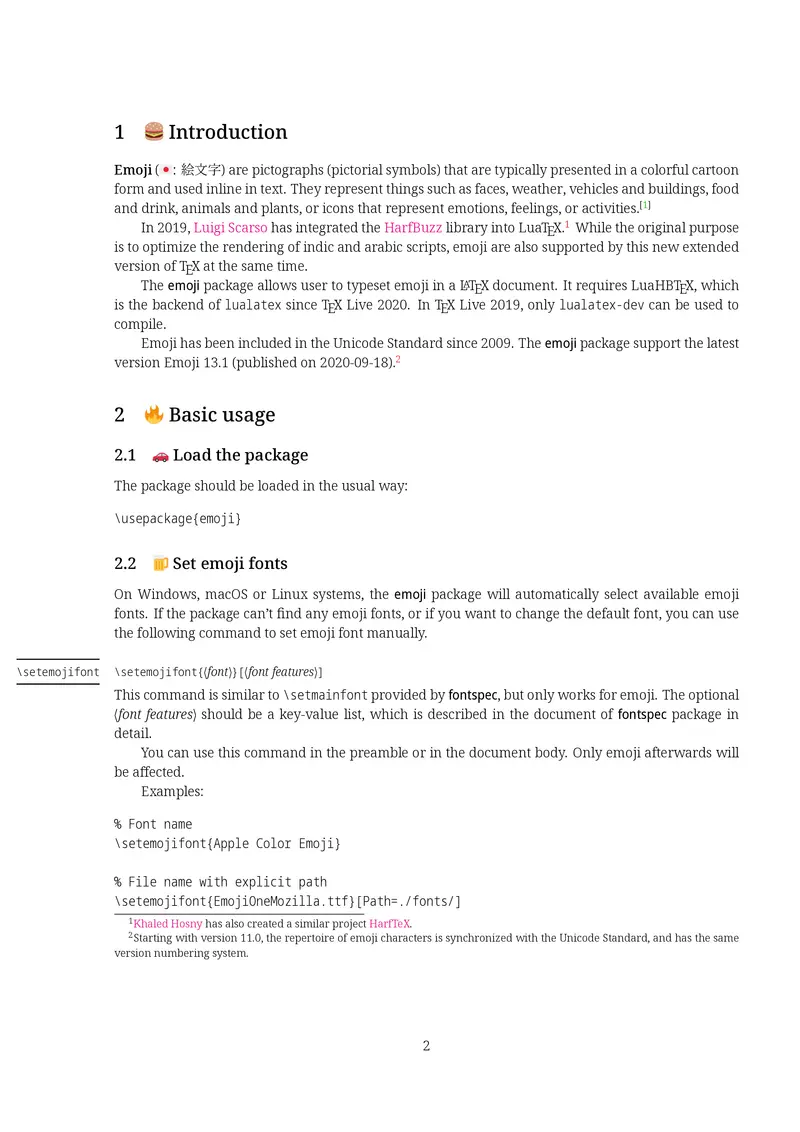 1 🍔 Introduction
Emoji (🇯🇵: 絵文字) are pictographs (pictorial symbols) that are typically presented in a colorful cartoon
form and used inline in text. They represent things such as faces, weather, vehicles and buildings, food
and drink, animals and plants, or icons that represent emotions, feelings, or activities.[1]
In 2019, Luigi Scarso has integrated the HarfBuzz library into LuaTEX.1 While the original purpose
is to optimize the rendering of indic and arabic scripts, emoji are also supported by this new extended
version of TEX at the same time.
The emoji package allows user to typeset emoji in a LATEX document. It requires LuaHBTEX, which
is the backend of lualatex since TEX Live 2020. In TEX Live 2019, only lualatex-dev can be used to
compile.
Emoji has been included in the Unicode Standard since 2009. The emoji package support the latest
version Emoji 13.1 (published on 2020-09-18).2
2 🔥 Basic usage
2.1 🚗 Load the package
The package should be loaded in the usual way:
\usepackage{emoji}
2.2 🍺 Set emoji fonts
On Windows, macOS or Linux systems, the emoji package will automatically select available emoji
fonts. If the package can’t find any emoji fonts, or if you want to change the default font, you can use
the following command to set emoji font manually.
\setemojifont \setemojifont{⟨font⟩}[⟨font features⟩]
This command is similar to \setmainfont provided by fontspec, but only works for emoji. The optional
⟨font features⟩ should be a key-value list, which is described in the document of fontspec package in
detail.
You can use this command in the preamble or in the document body. Only emoji afterwards will
be affected.
Examples:
% Font name
\setemojifont{Apple Color Emoji}
% File name with explicit path
\setemojifont{EmojiOneMozilla.ttf}[Path=./fonts/]
1Khaled Hosny has also created a similar project HarfTeX.
2Starting with version 11.0, the repertoire of emoji characters is synchronized with the Unicode Standard, and has the same
version numbering system.
2